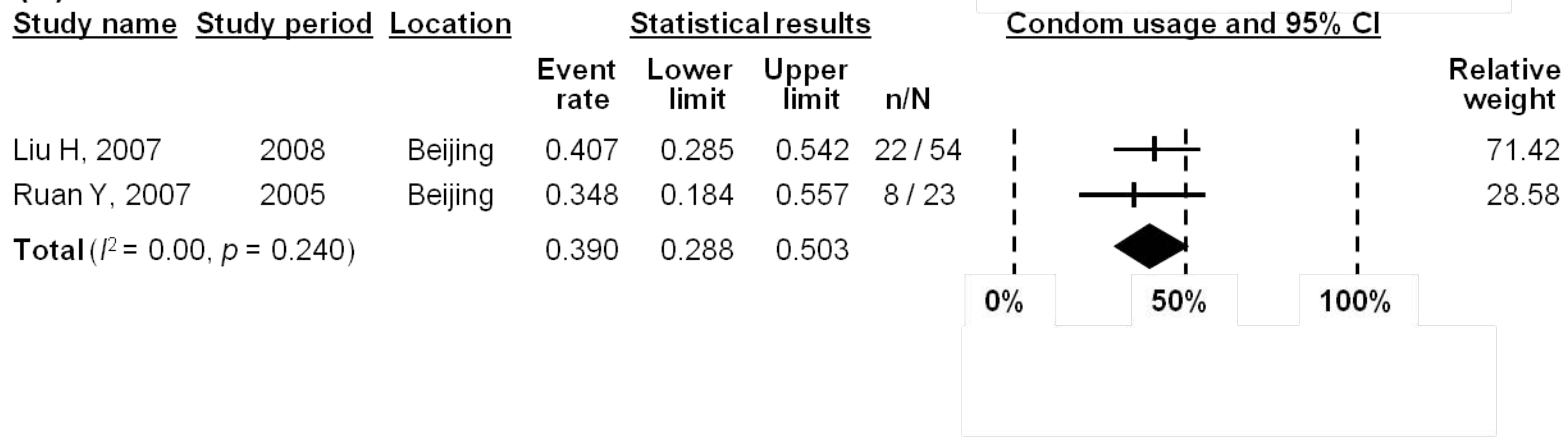 Study name Study period Location Statistical results Condom usage and 95% CI
Event rate Lower limit Upper limit n/N Relative weight
Liu H, 2007 2008 Beijing 0.407 0.285 0.542 22 / 54 71.42
Ruan Y, 2007 2005 Beijing 0.348 0.184 0.557 8 / 23 28.58
Total (I² = 0.00, p = 0.240) 0.390 0.288 0.503
0% 50% 100%